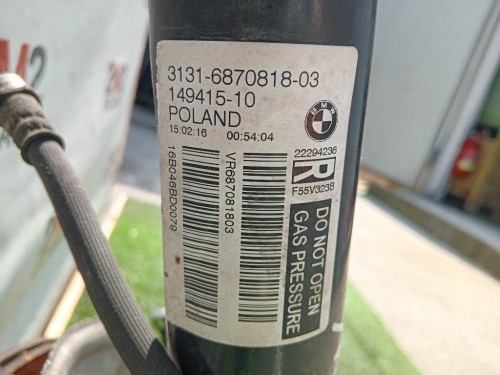 3131-6870818-03
149415-10
POLAND
15:02:16 00:54:04
BMW
22294236
R
F55V323B
16B046BD0079
VR687081803
DO NOT OPEN
GAS PRESSURE